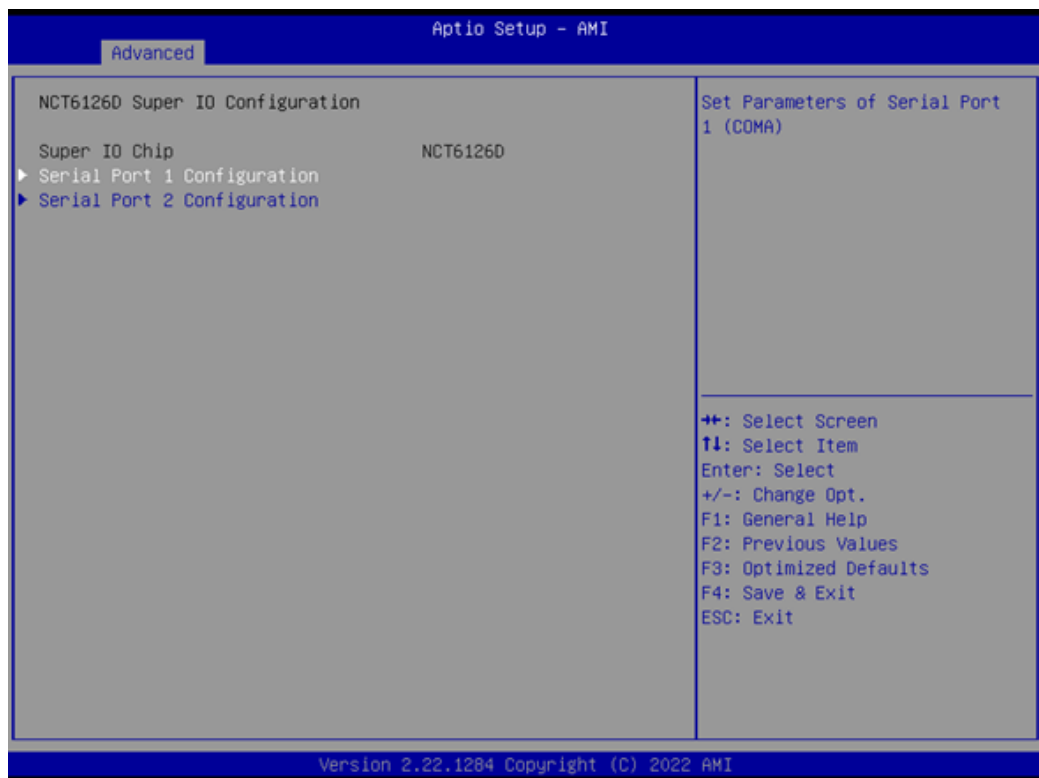 Aptio Setup – AMI
Advanced
NCT6126D Super IO Configuration
Super IO Chip NCT6126D
Serial Port 1 Configuration
Serial Port 2 Configuration
Set Parameters of Serial Port
1 (COMA)
→←: Select Screen
↑↓: Select Item
Enter: Select
+/-: Change Opt.
F1: General Help
F2: Previous Values
F3: Optimized Defaults
F4: Save & Exit
ESC: Exit
Version 2.22.1284 Copyright (C) 2022 AMI